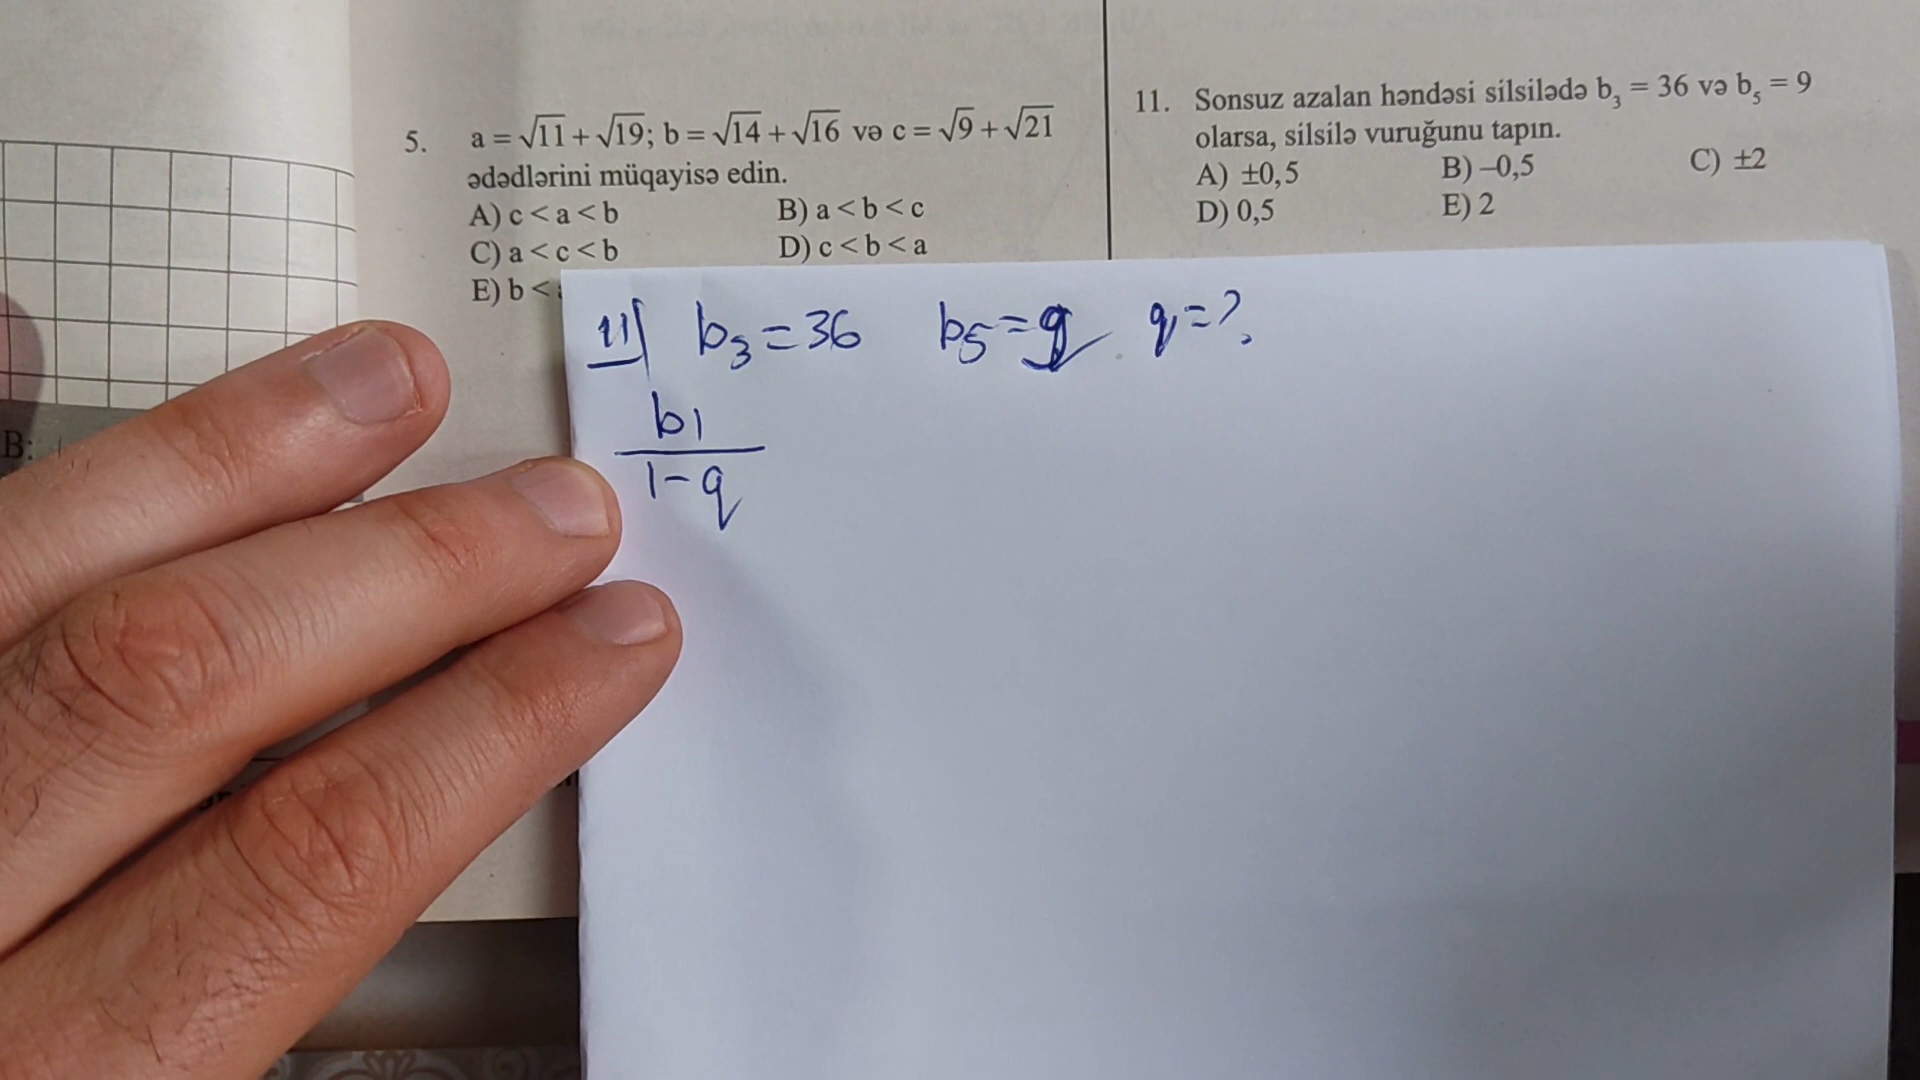 5. a = √11 + √19; b = √14 + √16 və c = √9 + √21
ədədlərini müqayisə edin.
A) c < a < b B) a < b < c
C) a < c < b D) c < b < a
E) b <
11. Sonsuz azalan həndəsi silsilədə b₃ = 36 və b₅ = 9
olarsa, silsilə vuruğunu tapın.
A) ±0,5 B) –0,5 C) ±2
D) 0,5 E) 2
11) b₃ = 36 b₅ = 9 q = ?
b₁
1 - q
B: